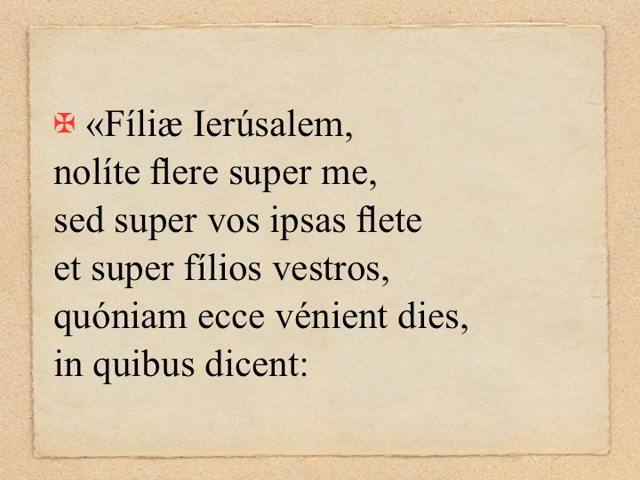 ✠ «Fíliæ Ierúsalem,
nolíte flere super me,
sed super vos ipsas flete
et super fílios vestros,
quóniam ecce vénient dies,
in quibus dicent: